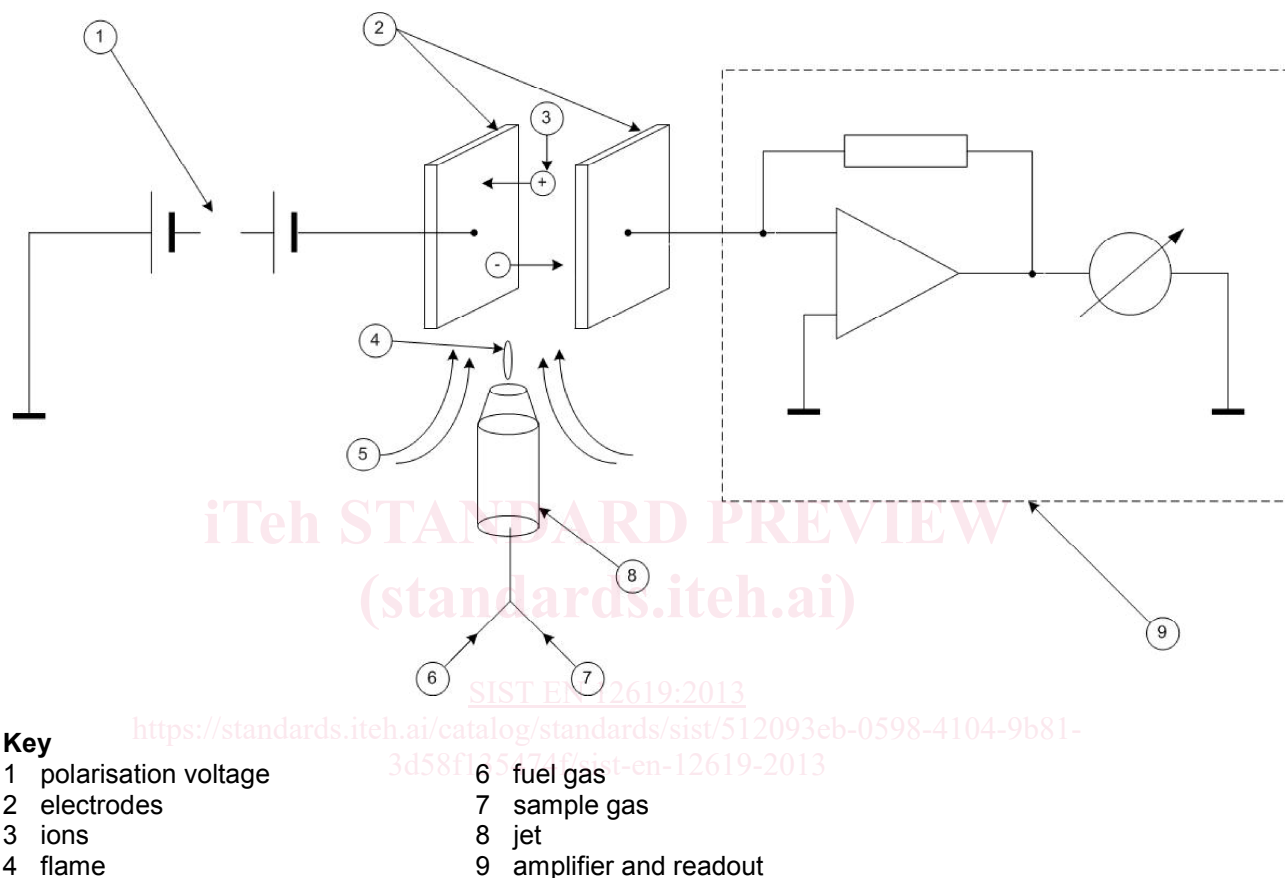 1
2
3
+
-
4
5
iTeh STANDARD PREVIEW
8
(standards.iteh.ai)
9
6
7
SIST EN 12619:2013
https://standards.iteh.ai/catalog/standards/sist/512093eb-0598-4104-9b81-
3d58f135474f/sist-en-12619-2013
Key
1 polarisation voltage
2 electrodes
3 ions
4 flame
6 fuel gas
7 sample gas
8 jet
9 amplifier and readout